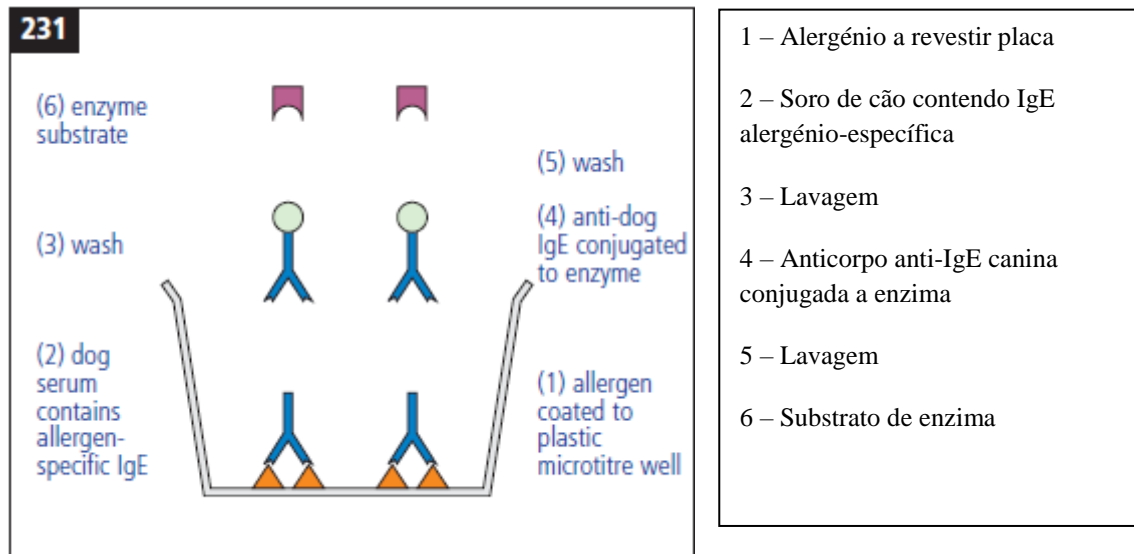 231
(6) enzyme
substrate
(5) wash
(3) wash
(4) anti-dog
IgE conjugated
to enzyme
(2) dog
serum
contains
allergen-
specific IgE
(1) allergen
coated to
plastic
microtitre well
1 – Alergénio a revestir placa
2 – Soro de cão contendo IgE
alergénio-específica
3 – Lavagem
4 – Anticorpo anti-IgE canina
conjugada a enzima
5 – Lavagem
6 – Substrato de enzima